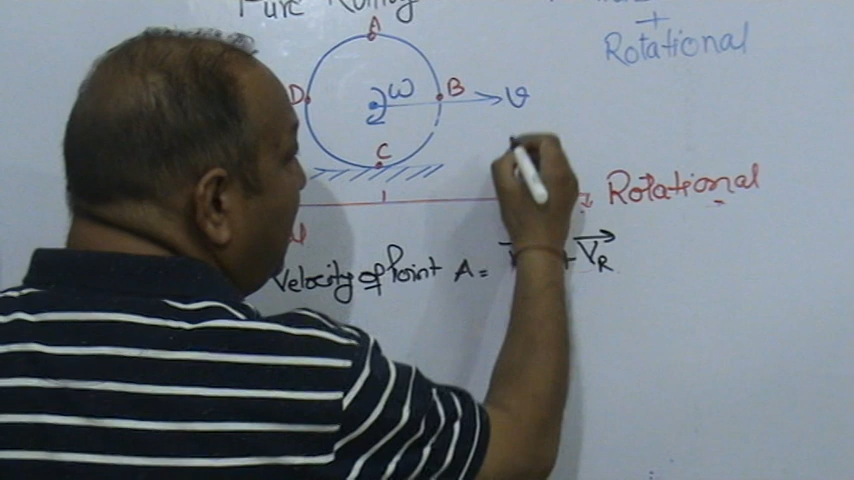 Pure Rolling
+
Rotational
A
D
ω
B
v
C
Rotational
Velocity of Point A = + V_R